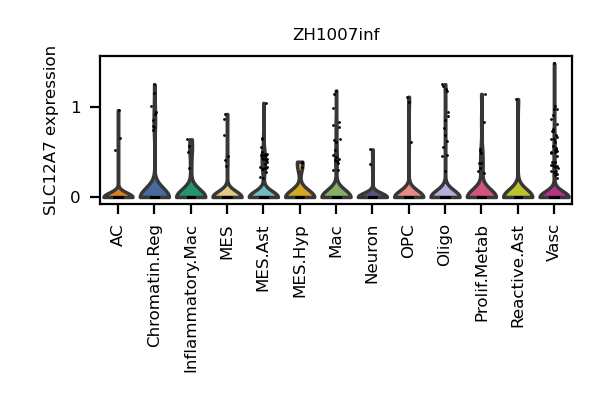 ZH1007inf
SLC12A7 expression
1
0
AC
Chromatin.Reg
Inflammatory.Mac
MES
MES.Ast
MES.Hyp
Mac
Neuron
OPC
Oligo
Prolif.Metab
Reactive.Ast
Vasc